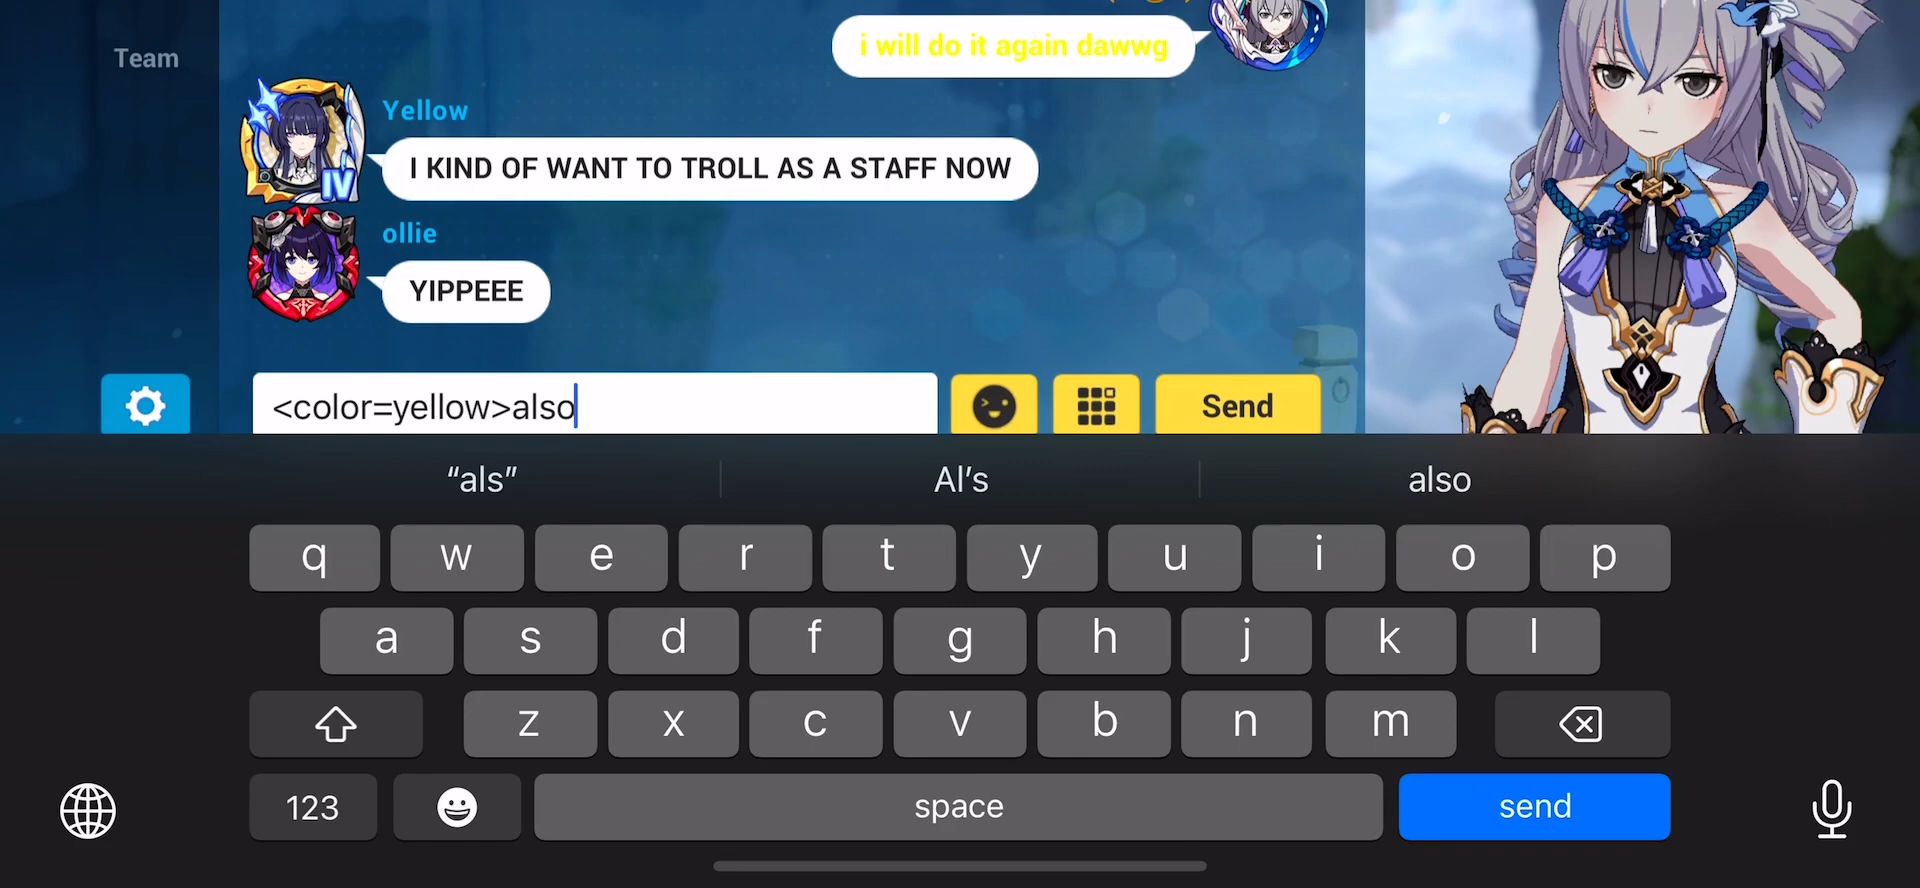 Team
i will do it again dawwg
Yellow
IV
I KIND OF WANT TO TROLL AS A STAFF NOW
ollie
YIPPEEE
<color=yellow>also
Send
“als”
Al’s
also
q w e r t y u i o p
a s d f g h j k l
z x c v b n m
123
space
send